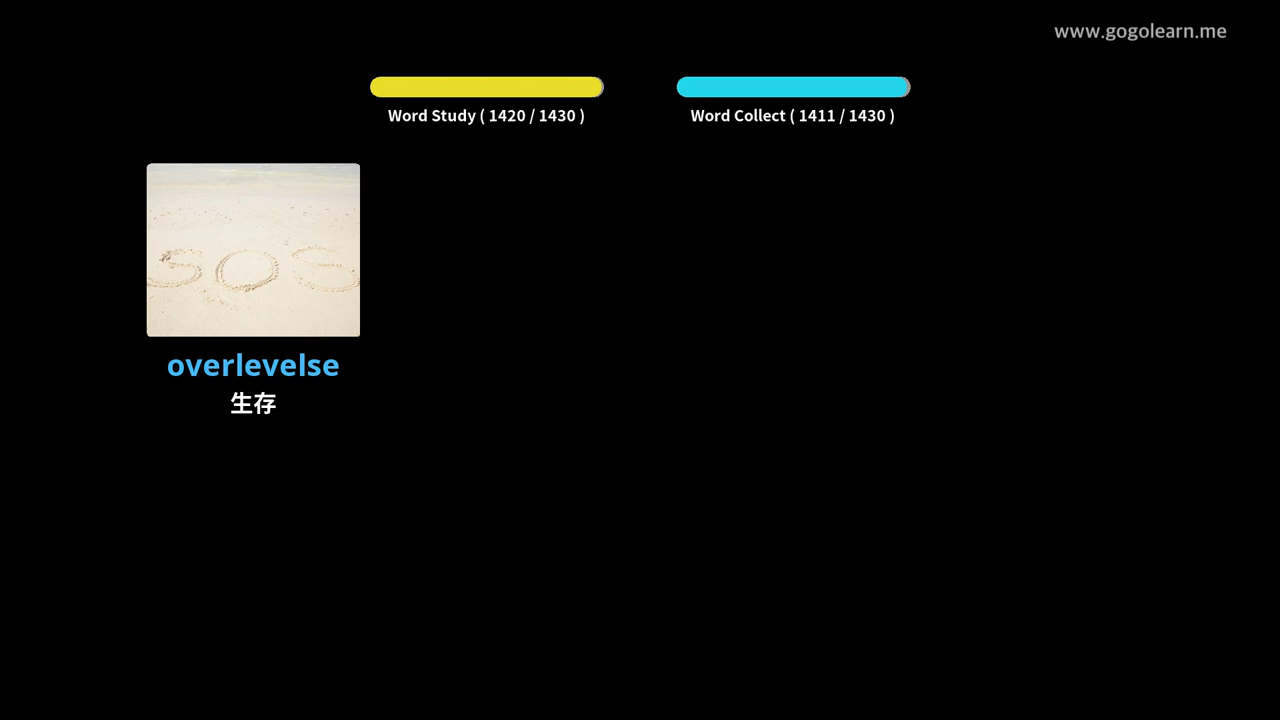 www.gogolearn.me
Word Study ( 1420 / 1430 )
Word Collect ( 1411 / 1430 )
SOS
overlevelse
生存